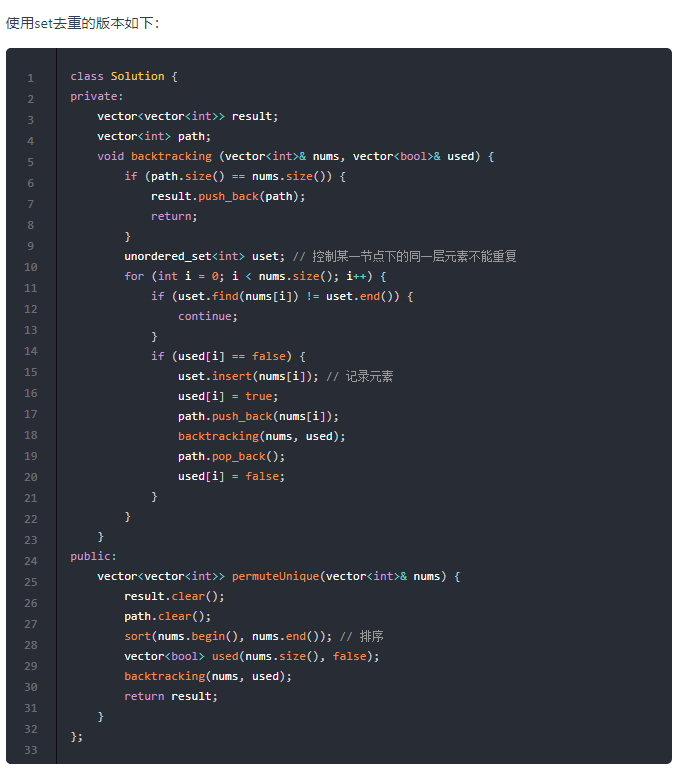 使用set去重的版本如下：
1 class Solution {
2 private:
3     vector<vector<int>> result;
4     vector<int> path;
5     void backtracking (vector<int>& nums, vector<bool>& used) {
6         if (path.size() == nums.size()) {
7             result.push_back(path);
8             return;
9         }
10         unordered_set<int> uset; // 控制某一节点下的同一层元素不能重复
11         for (int i = 0; i < nums.size(); i++) {
12             if (uset.find(nums[i]) != uset.end()) {
13                 continue;
14             }
15             if (used[i] == false) {
16                 uset.insert(nums[i]); // 记录元素
17                 used[i] = true;
18                 path.push_back(nums[i]);
19                 backtracking(nums, used);
20                 path.pop_back();
21                 used[i] = false;
22             }
23         }
24     }
25 public:
26     vector<vector<int>> permuteUnique(vector<int>& nums) {
27         result.clear();
28         path.clear();
29         sort(nums.begin(), nums.end()); // 排序
30         vector<bool> used(nums.size(), false);
31         backtracking(nums, used);
32         return result;
33     }
};